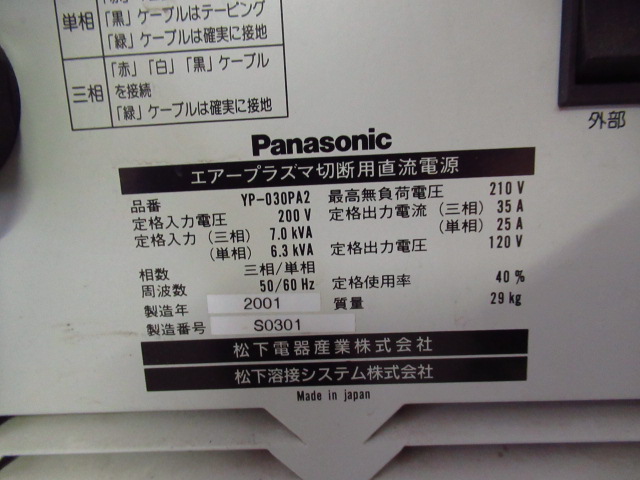 単相
「黒」ケーブルはテーピング
「緑」ケーブルは確実に接地
三相
「赤」「白」「黒」ケーブル
を接続
「緑」ケーブルは確実に接地
外部
Panasonic
エアープラズマ切断用直流電源
品番 YP-030PA2
定格入力電圧 200 V
定格入力 (三相) 7.0 kVA
(単相) 6.3 kVA
相数 三相/単相
周波数 50/60 Hz
製造年 2001
製造番号 S0301
最高無負荷電圧 210 V
定格出力電流 (三相) 35 A
(単相) 25 A
定格出力電圧 120 V
定格使用率 40 %
質量 29 kg
松下電器産業株式会社
松下溶接システム株式会社
Made in japan